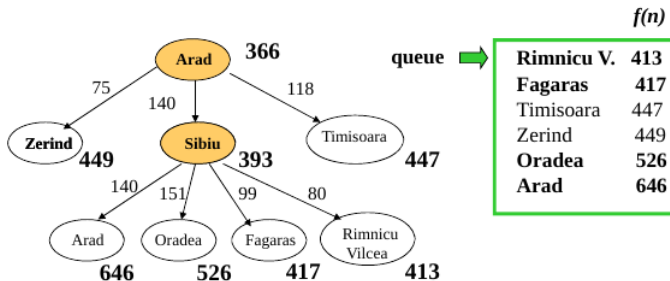 f(n)
Arad 366
queue
Rimnicu V. 413
Fagaras 417
Timisoara 447
Zerind 449
Oradea 526
Arad 646
75
140
118
Zerind
449
Sibiu
393
Timisoara
447
140
151
99
80
Arad
646
Oradea
526
Fagaras
417
Rimnicu
Vilcea
413